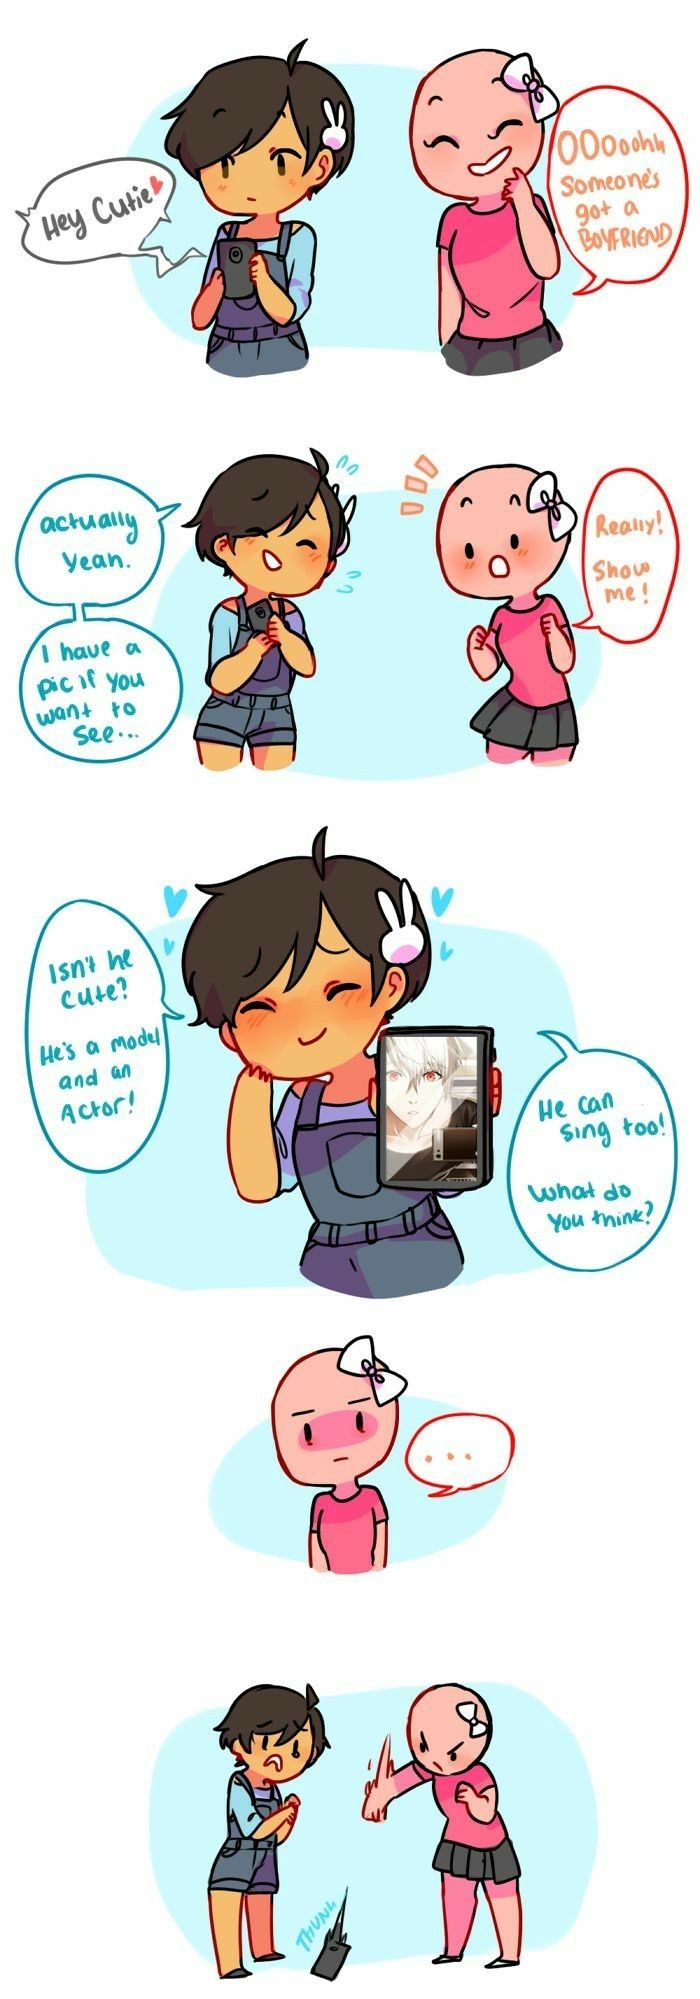 Hey Cutie
OOOoohh
Someone's
got a
BOYFRIEND
actually
Yeah.
I have a
pic if you
want to
See...
Really!
Show
me!
Isn't he
cute?
He's a model
and an
Actor!
He can
sing too!
What do
you think?
...
THUNK